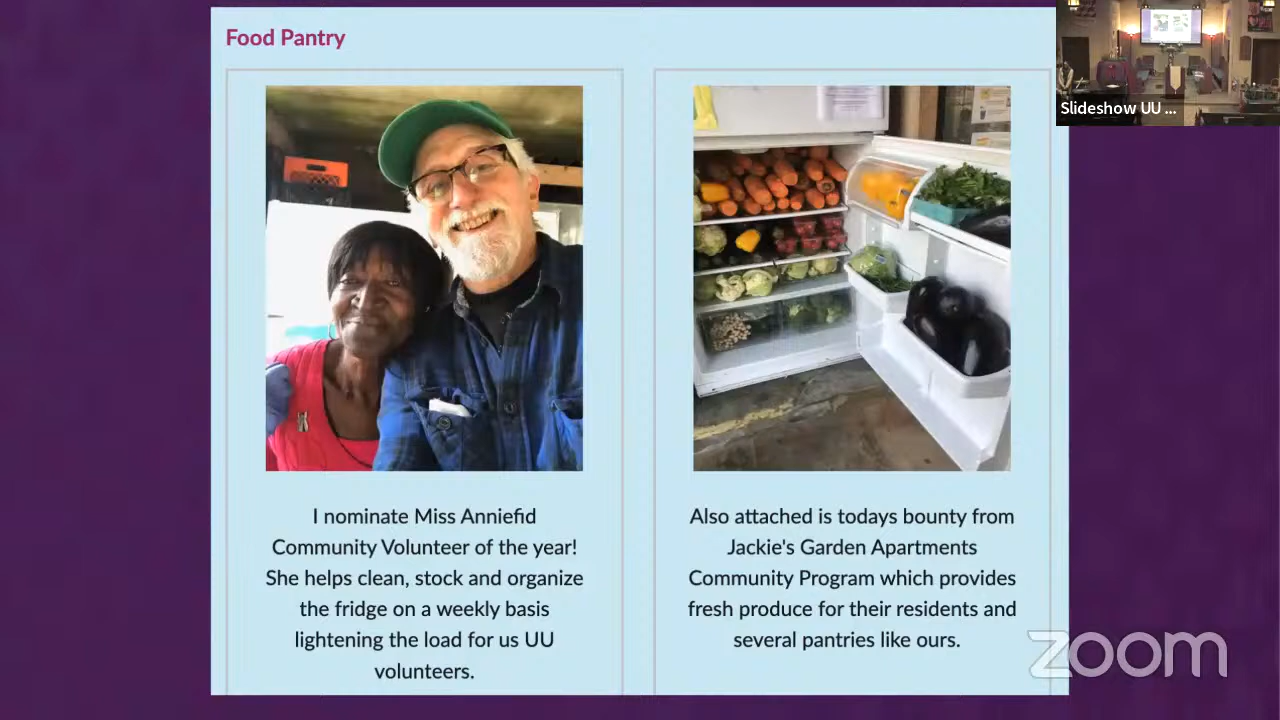 Food Pantry
Slideshow UU ...
I nominate Miss Anniefid
Community Volunteer of the year!
She helps clean, stock and organize
the fridge on a weekly basis
lightening the load for us UU
volunteers.
Also attached is todays bounty from
Jackie's Garden Apartments
Community Program which provides
fresh produce for their residents and
several pantries like ours.
zoom